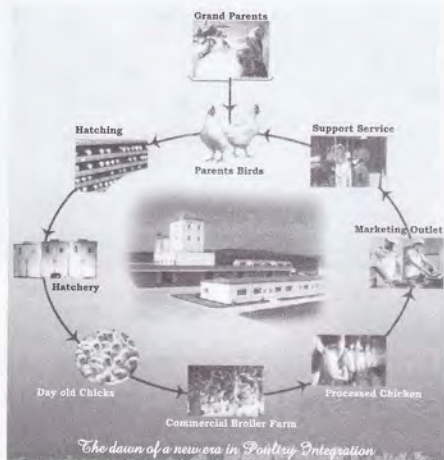 Grand Parents
Hatching
Support Service
Parents Birds
Marketing Outlet
Hatchery
Day old Chicks
Processed Chicken
Commercial Broiler Farm
The dawn of a new era in Poultry Integration